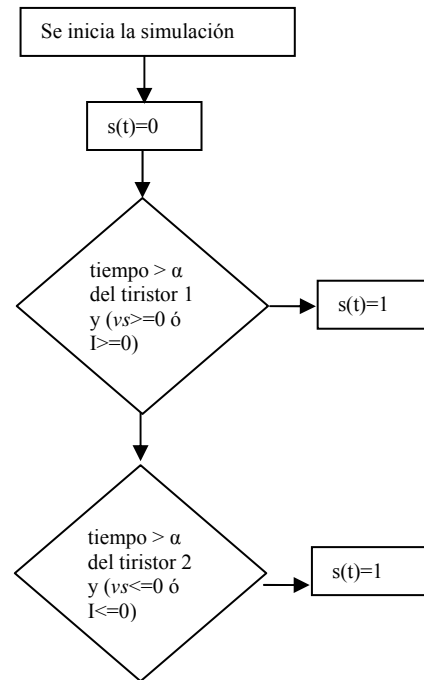 Se inicia la simulación
s(t)=0
tiempo > α
del tiristor 1
y (vs>=0 ó
I>=0)
s(t)=1
tiempo > α
del tiristor 2
y (vs<=0 ó
I<=0)
s(t)=1